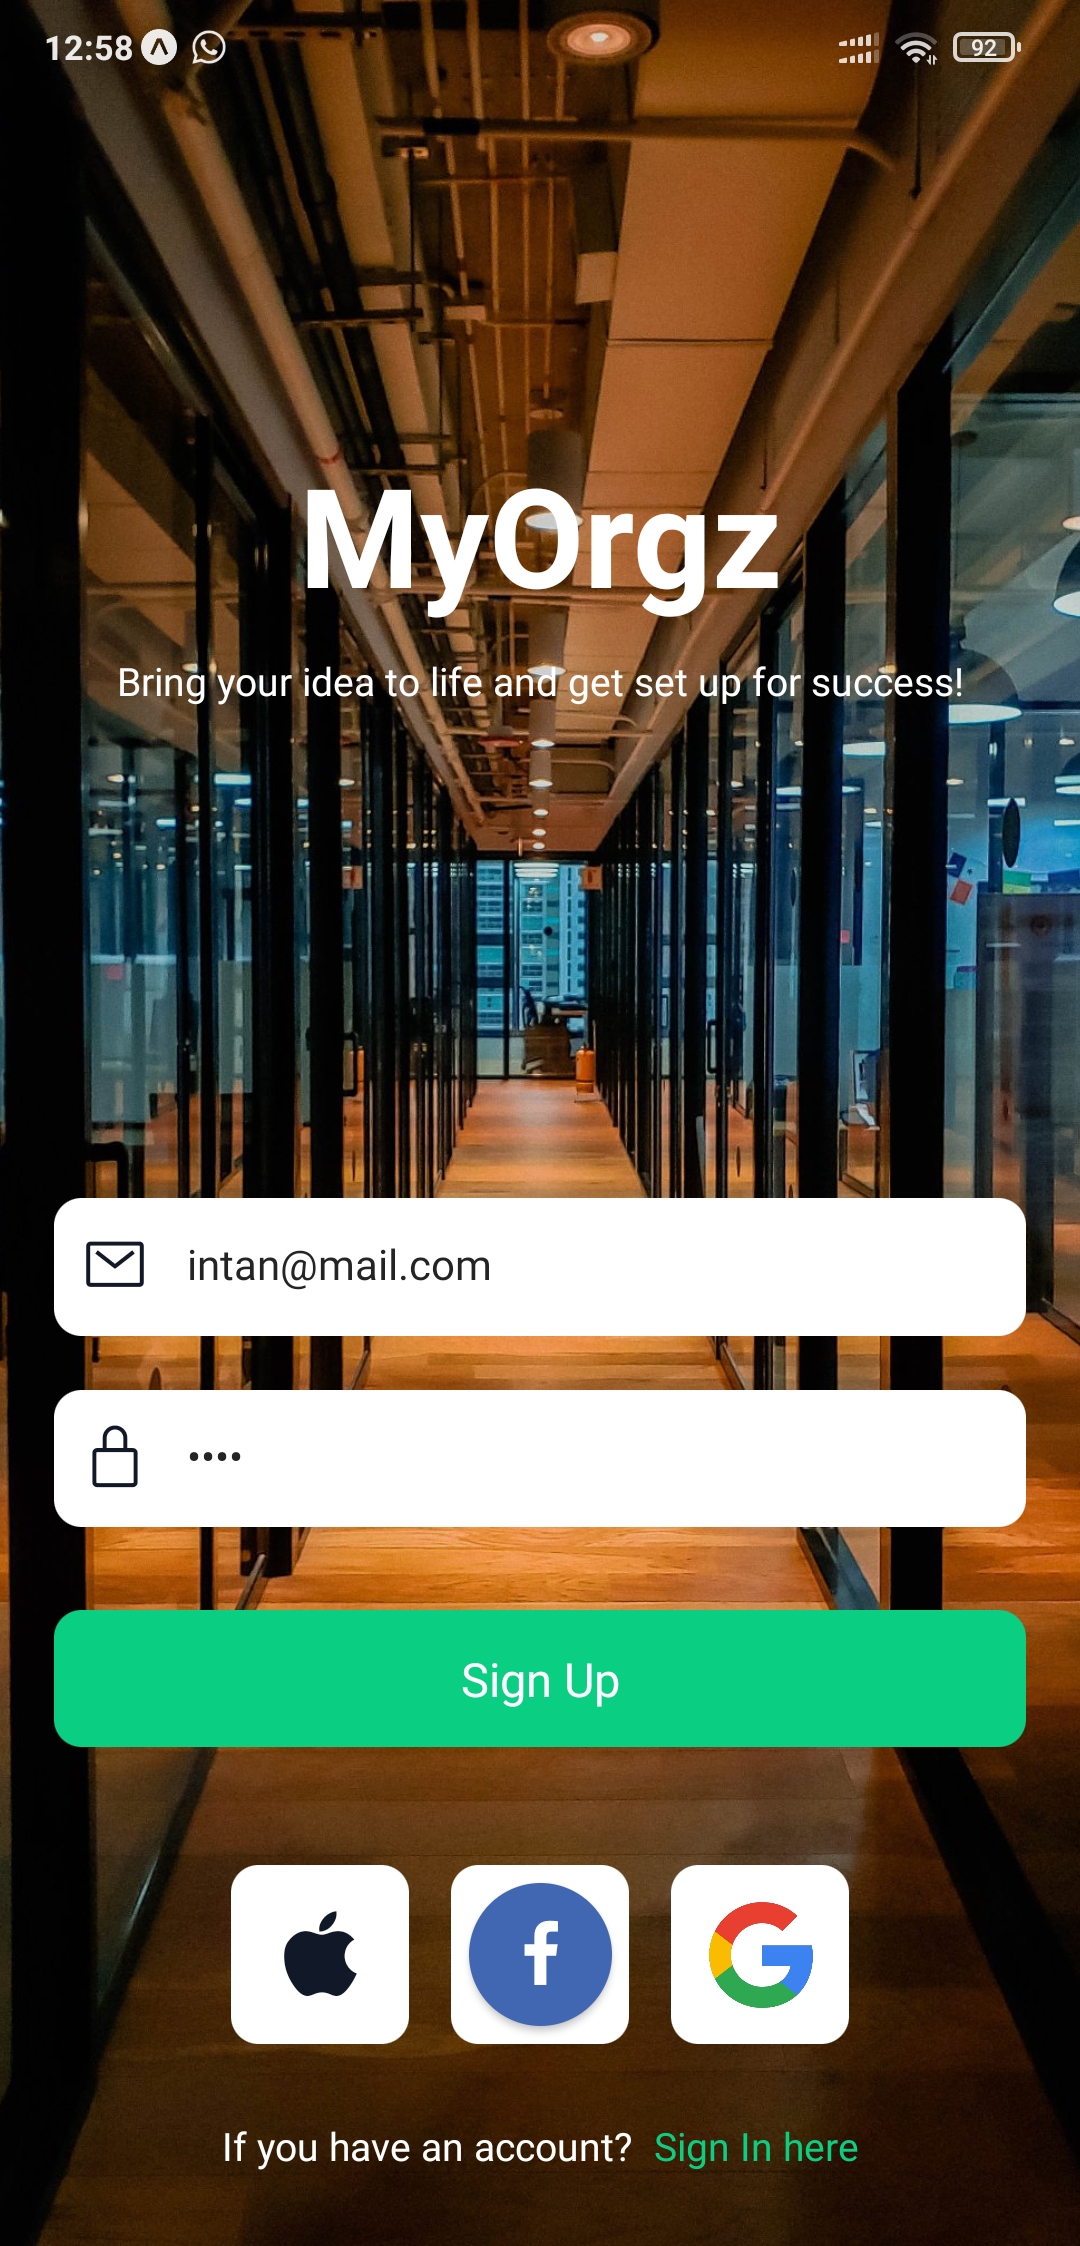 12:58
92
MyOrgz
Bring your idea to life and get set up for success!
intan@mail.com
••••
Sign Up
If you have an account? Sign In here